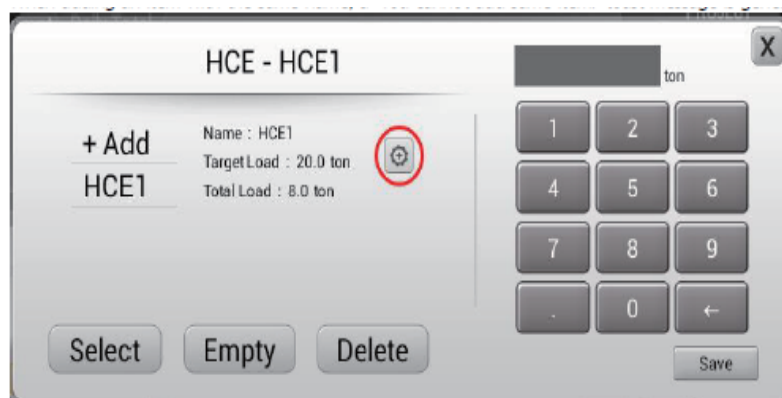 HCE - HCE1
X
ton
+ Add
HCE1
Name : HCE1
Target Load : 20.0 ton
Total Load : 8.0 ton
1 2 3
4 5 6
7 8 9
. 0 ←
Select Empty Delete
Save